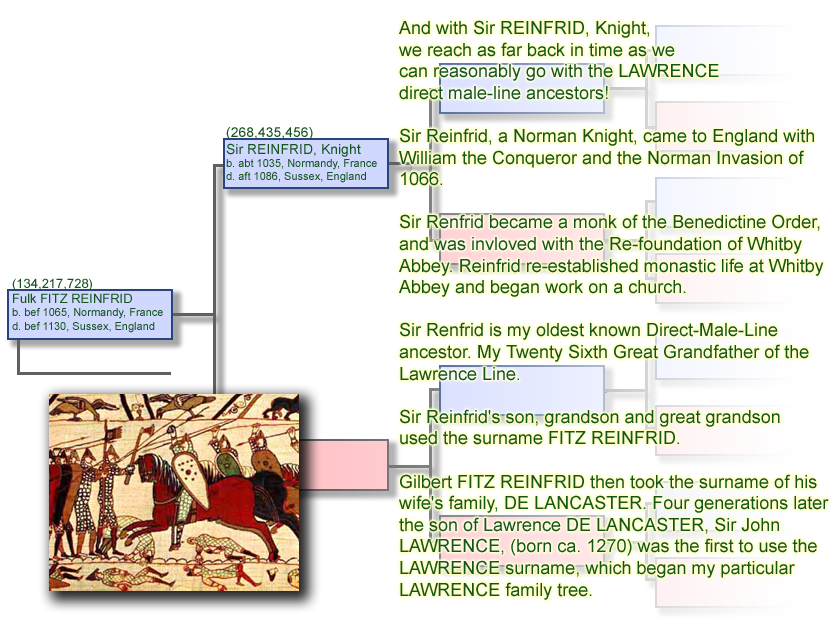 (134,217,728)
Fulk FITZ REINFRID
b. bef 1065, Normandy, France
d. bef 1130, Sussex, England
(268,435,456)
Sir REINFRID, Knight
b. abt 1035, Normandy, France
d. aft 1086, Sussex, England
And with Sir REINFRID, Knight,
we reach as far back in time as we
can reasonably go with the LAWRENCE
direct male-line ancestors!
Sir Reinfrid, a Norman Knight, came to England with
William the Conqueror and the Norman Invasion of
1066.
Sir Renfrid became a monk of the Benedictine Order,
and was invloved with the Re-foundation of Whitby
Abbey. Reinfrid re-established monastic life at Whitby
Abbey and began work on a church.
Sir Renfrid is my oldest known Direct-Male-Line
ancestor. My Twenty Sixth Great Grandfather of the
Lawrence Line.
Sir Reinfrid's son, grandson and great grandson
used the surname FITZ REINFRID.
Gilbert FITZ REINFRID then took the surname of his
wife's family, DE LANCASTER. Four generations later
the son of Lawrence DE LANCASTER, Sir John
LAWRENCE, (born ca. 1270) was the first to use the
LAWRENCE surname, which began my particular
LAWRENCE family tree.